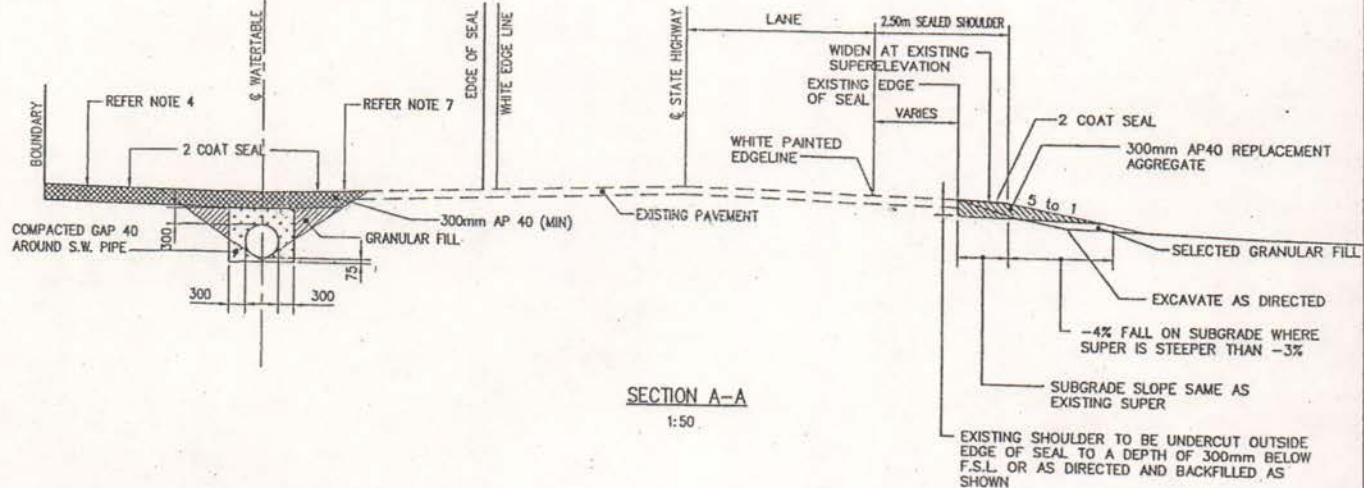 BOUNDARY
REFER NOTE 4
2 COAT SEAL
℄ WATERTABLE
REFER NOTE 7
EDGE OF SEAL
WHITE EDGE LINE
℄ STATE HIGHWAY
LANE
2.50m SEALED SHOULDER
WIDEN AT EXISTING
SUPERELEVATION
EXISTING EDGE
OF SEAL
VARIES
WHITE PAINTED
EDGELINE
2 COAT SEAL
300mm AP40 REPLACEMENT
AGGREGATE
5 to 1
COMPACTED GAP 40
AROUND S.W. PIPE
300
300mm AP 40 (MIN)
GRANULAR FILL
EXISTING PAVEMENT
75
300
300
SELECTED GRANULAR FILL
EXCAVATE AS DIRECTED
-4% FALL ON SUBGRADE WHERE
SUPER IS STEEPER THAN -3%
SUBGRADE SLOPE SAME AS
EXISTING SUPER
SECTION A-A
1:50
EXISTING SHOULDER TO BE UNDERCUT OUTSIDE
EDGE OF SEAL TO A DEPTH OF 300mm BELOW
F.S.L. OR AS DIRECTED AND BACKFILLED AS
SHOWN